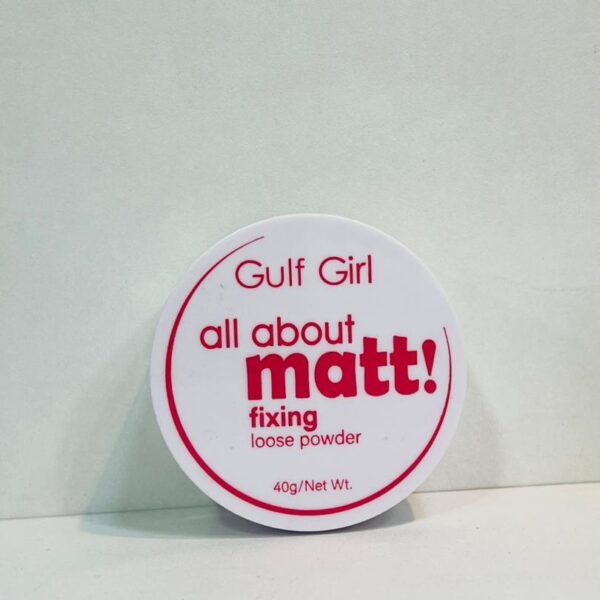 Gulf Girl
all about
matt!
fixing
loose powder
40g/Net Wt.